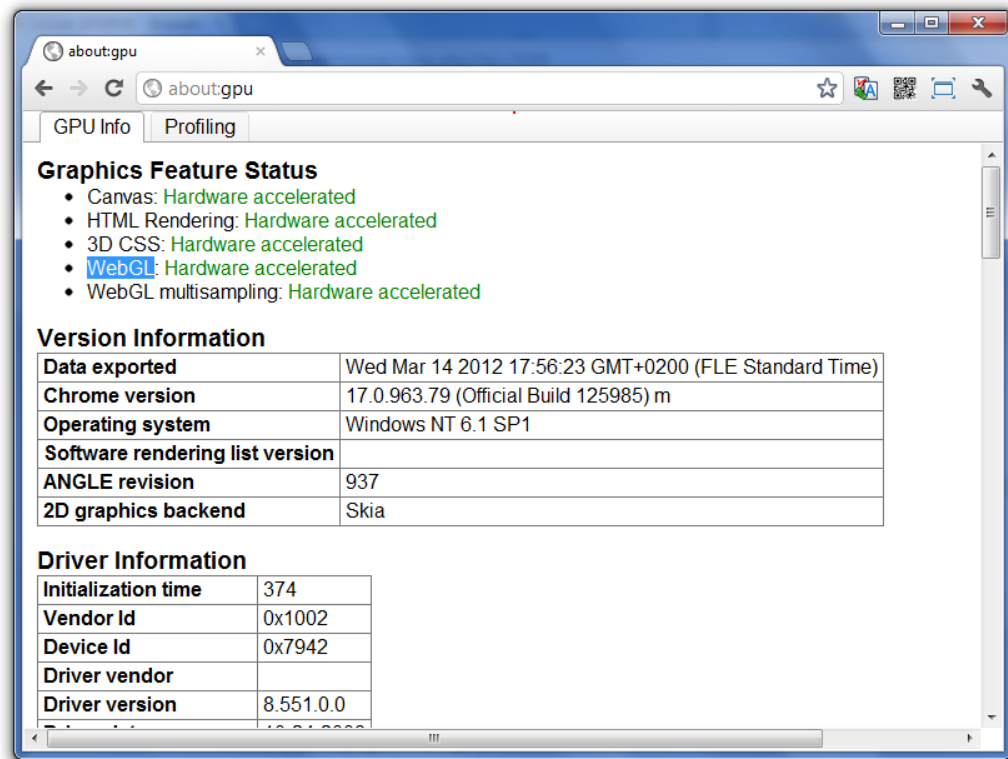 about:gpu
about:gpu
GPU Info Profiling
Graphics Feature Status
Canvas: Hardware accelerated
HTML Rendering: Hardware accelerated
3D CSS: Hardware accelerated
WebGL: Hardware accelerated
WebGL multisampling: Hardware accelerated
Version Information
Data exported Wed Mar 14 2012 17:56:23 GMT+0200 (FLE Standard Time)
Chrome version 17.0.963.79 (Official Build 125985) m
Operating system Windows NT 6.1 SP1
Software rendering list version
ANGLE revision 937
2D graphics backend Skia
Driver Information
Initialization time 374
Vendor Id 0x1002
Device Id 0x7942
Driver vendor
Driver version 8.551.0.0